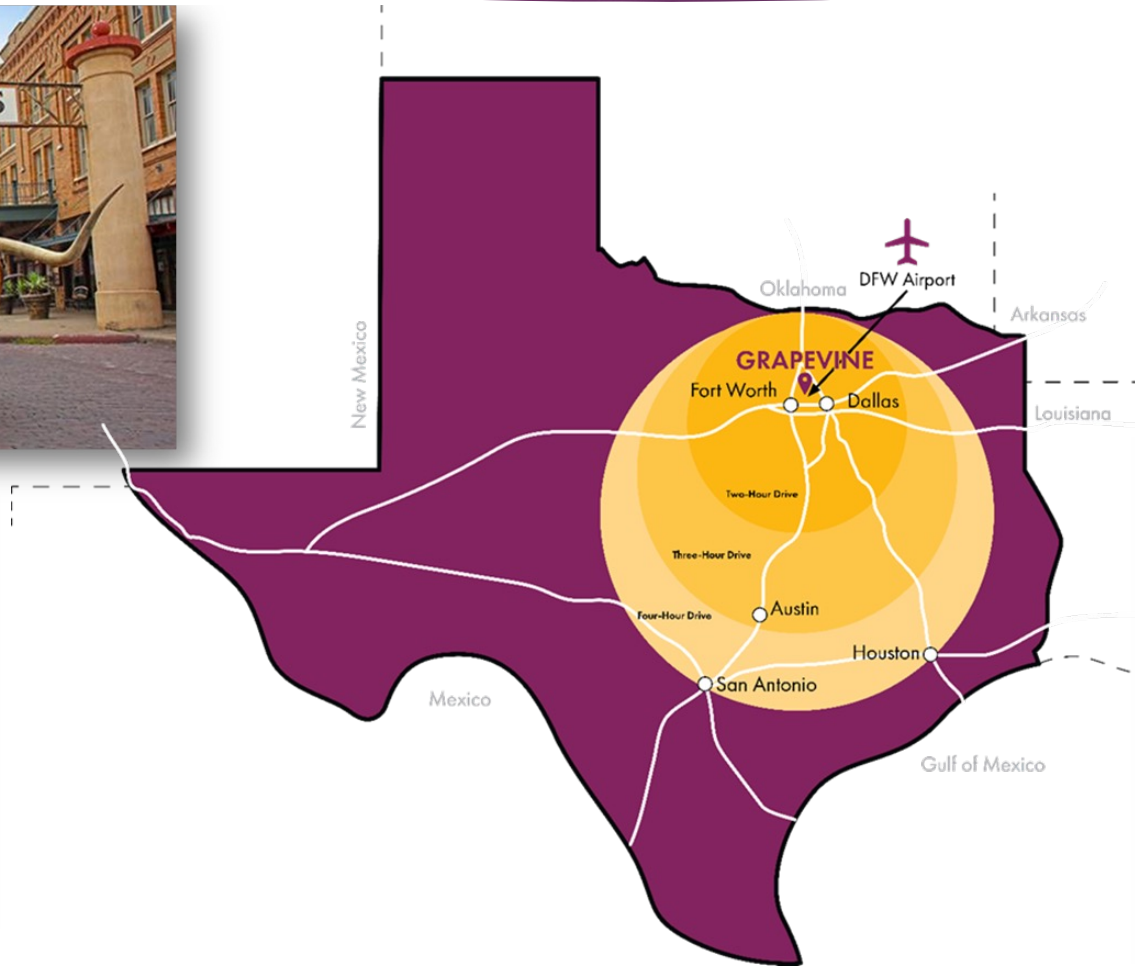 S
DFW Airport
Oklahoma
Arkansas
New Mexico
GRAPEVINE
Fort Worth
Dallas
Louisiana
Two-Hour Drive
Three-Hour Drive
Four-Hour Drive
Austin
Houston
San Antonio
Mexico
Gulf of Mexico